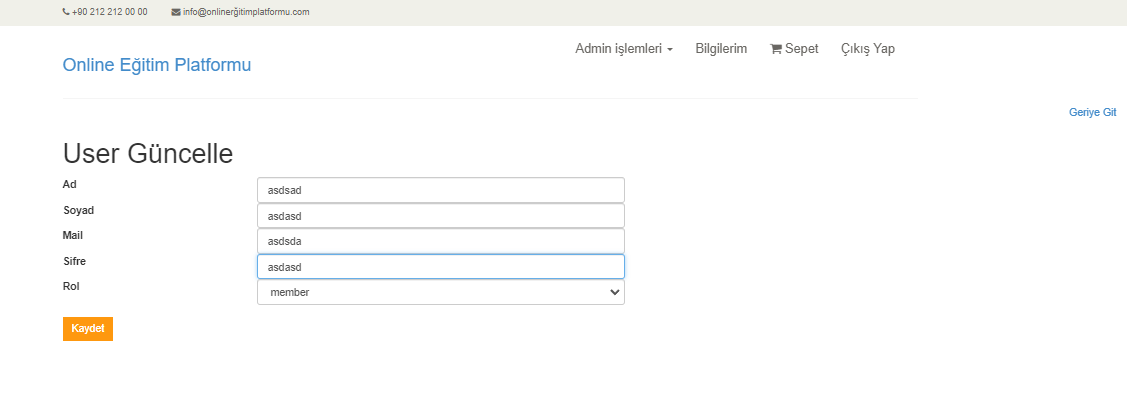 +90 212 212 00 00 info@onlinerğitimplatformu.com
Admin işlemleri Bilgilerim Sepet Çıkış Yap
Online Eğitim Platformu
Geriye Git
User Güncelle
Ad asdsad
Soyad asdasd
Mail asdsda
Sifre asdasd
Rol member
Kaydet